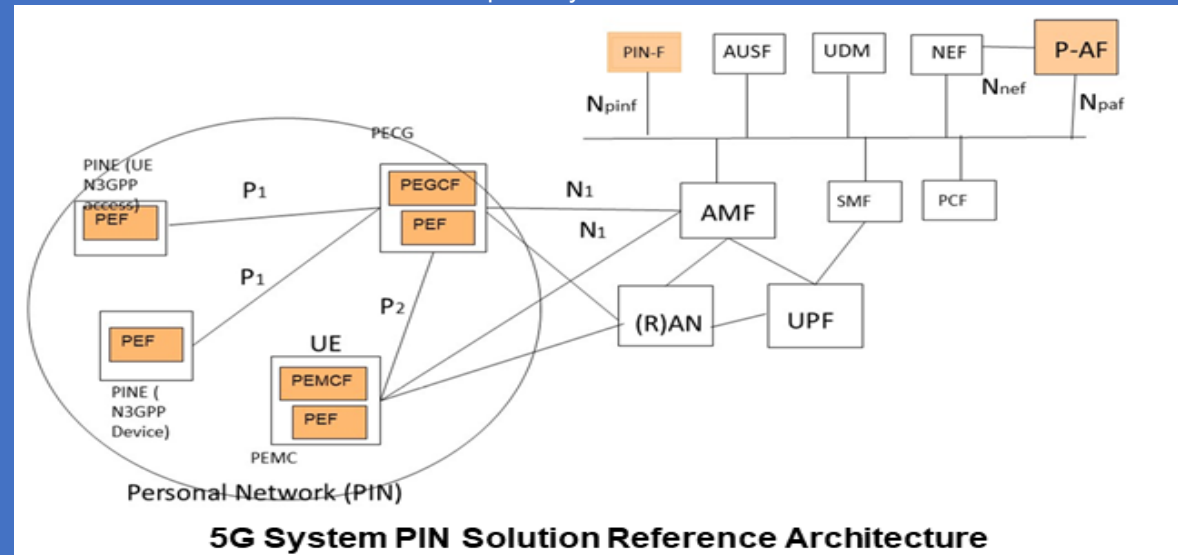 PIN-F
AUSF
UDM
NEF
P-AF
Npinf
Nnef
Npaf
PECG
PINE (UE
N3GPP
access)
PEF
P1
PEGCF
PEF
N1
N1
AMF
SMF
PCF
P1
P2
PEF
PINE (
N3GPP
Device)
UE
PEMCF
PEF
PEMC
(R)AN
UPF
Personal Network (PIN)
5G System PIN Solution Reference Architecture